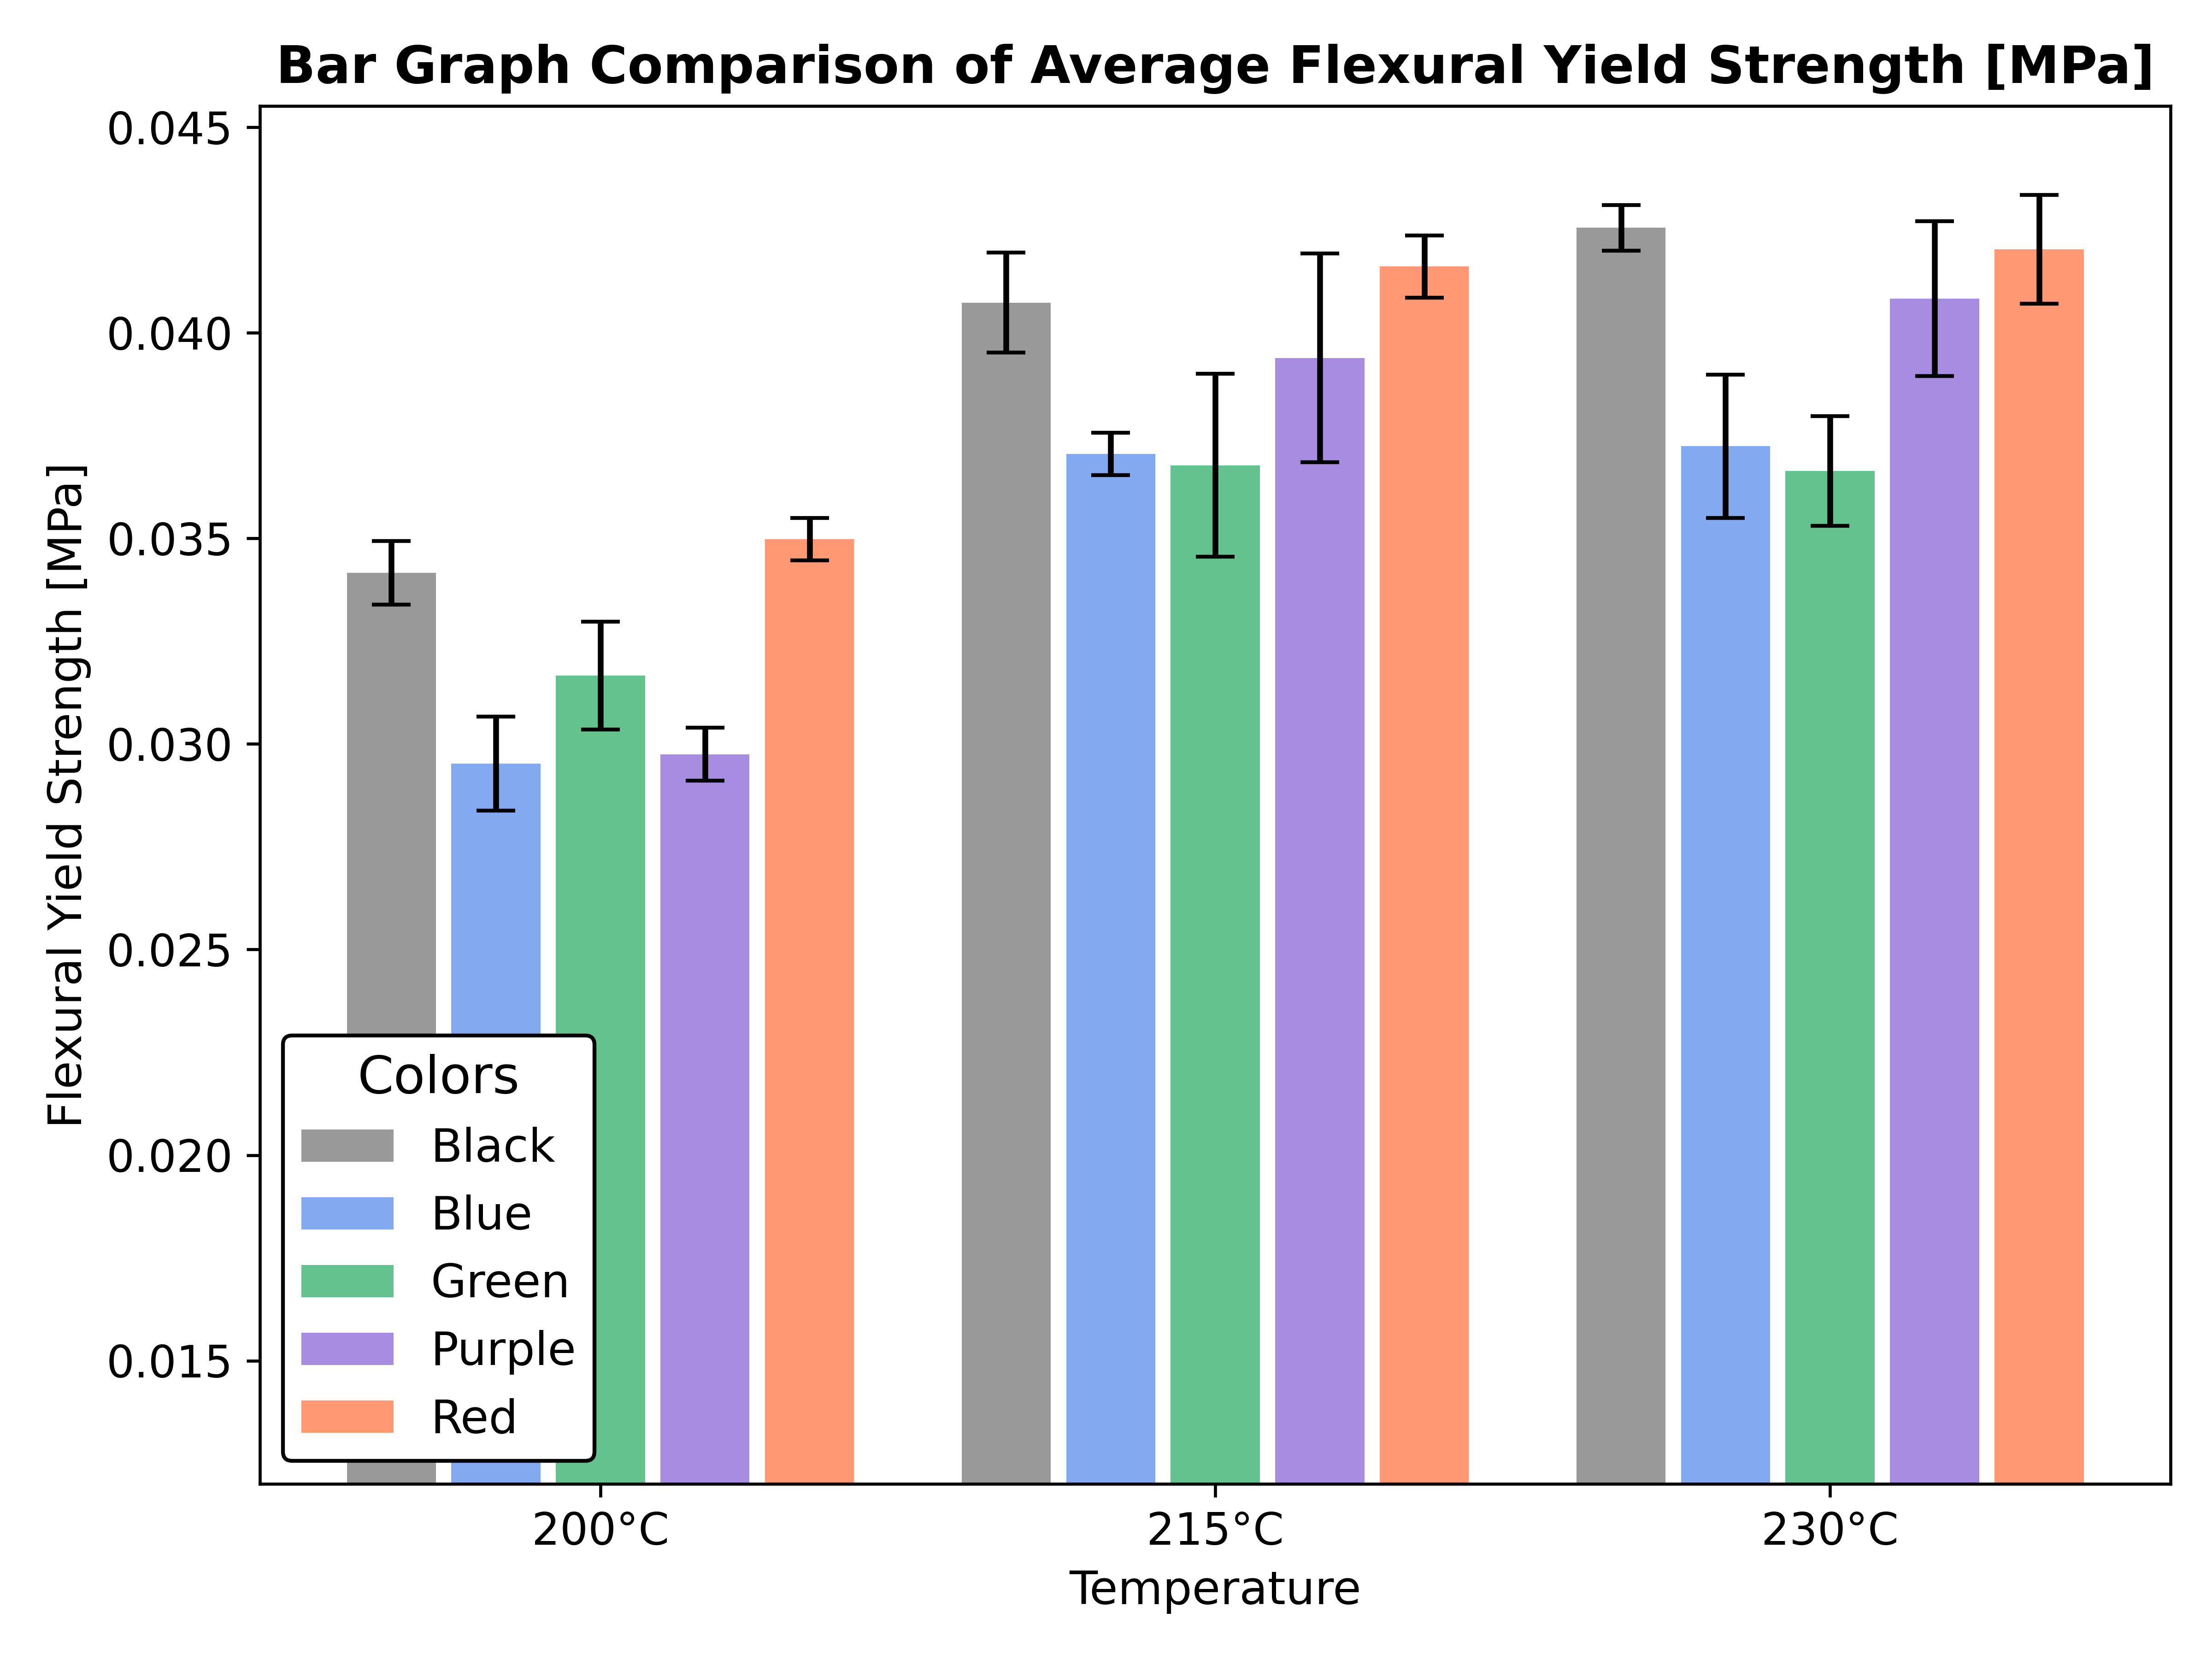 Bar Graph Comparison of Average Flexural Yield Strength [MPa]
0.045
0.040
0.035
0.030
0.025
0.020
0.015
Flexural Yield Strength [MPa]
Colors
Black
Blue
Green
Purple
Red
200°C
215°C
230°C
Temperature